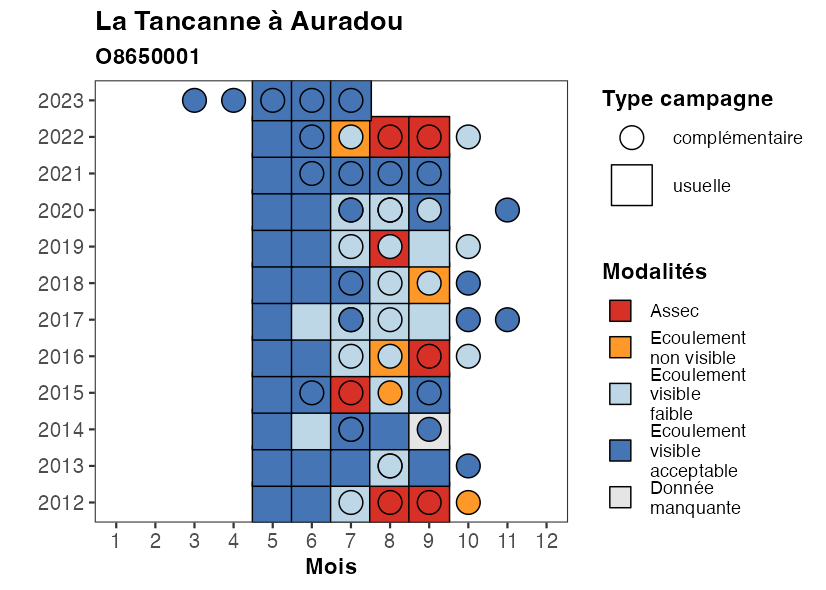 La Tancanne à Auradou
O8650001
2023
2022
2021
2020
2019
2018
2017
2016
2015
2014
2013
2012
1 2 3 4 5 6 7 8 9 10 11 12
Mois
Type campagne
complémentaire
usuelle
Modalités
Assec
Ecoulement
non visible
Ecoulement
visible
faible
Ecoulement
visible
acceptable
Donnée
manquante